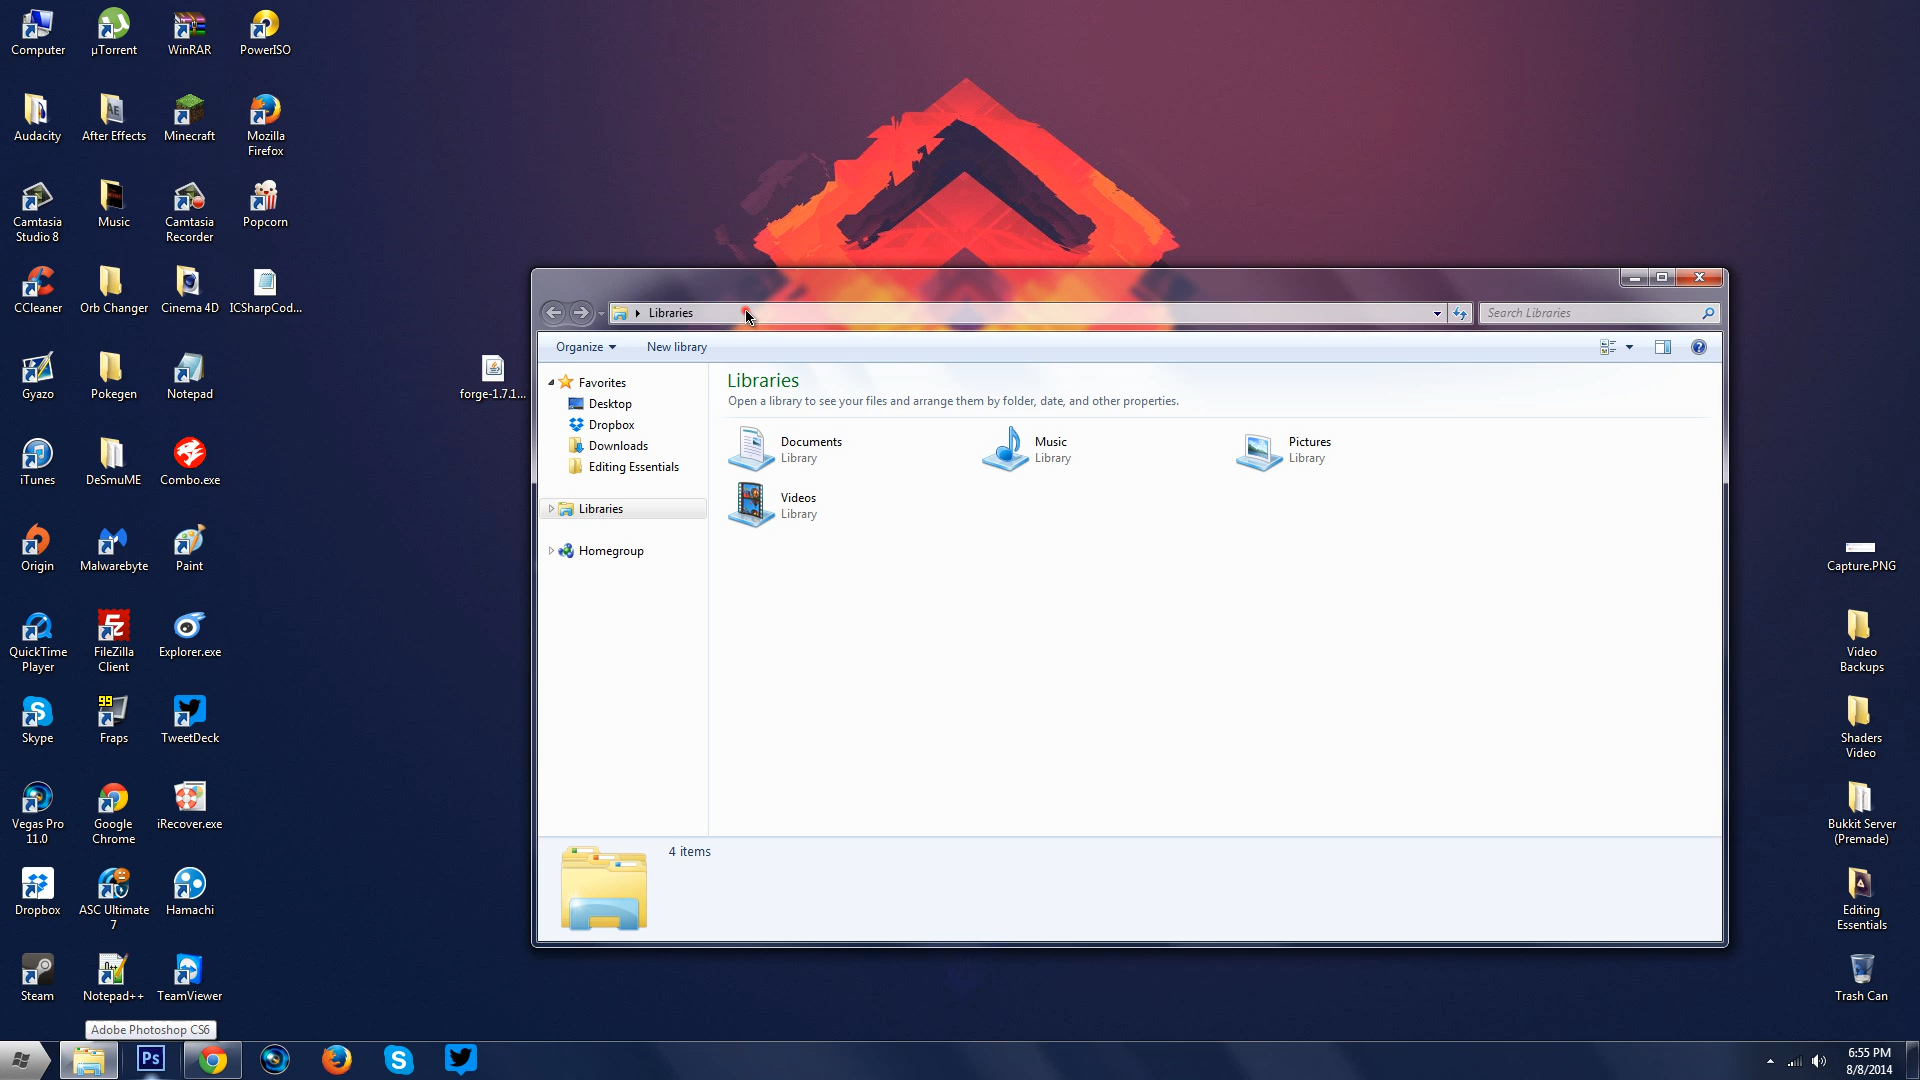 Computer
µTorrent
WinRAR
PowerISO
Audacity
After Effects
Minecraft
Mozilla
Firefox
Camtasia
Studio 8
Music
Camtasia
Recorder
Popcorn
CCleaner
Orb Changer
Cinema 4D
ICSharpCod...
Gyazo
Pokegen
Notepad
forge-1.7.1...
iTunes
DeSmuME
Combo.exe
Origin
Malwarebyte
Paint
QuickTime
Player
FileZilla
Client
Explorer.exe
Skype
99
Fraps
TweetDeck
Vegas Pro
11.0
Google
Chrome
iRecover.exe
Dropbox
ASC Ultimate
7
Hamachi
Steam
Notepad++
TeamViewer
Adobe Photoshop CS6
Libraries
Search Libraries
Organize
New library
Favorites
Desktop
Dropbox
Downloads
Editing Essentials
Libraries
Homegroup
Libraries
Open a library to see your files and arrange them by folder, date, and other properties.
Documents
Library
Music
Library
Pictures
Library
Videos
Library
4 items
Capture.PNG
Video
Backups
Shaders
Video
Bukkit Server
(Premade)
Editing
Essentials
Trash Can
Ps
6:55 PM
8/8/2014